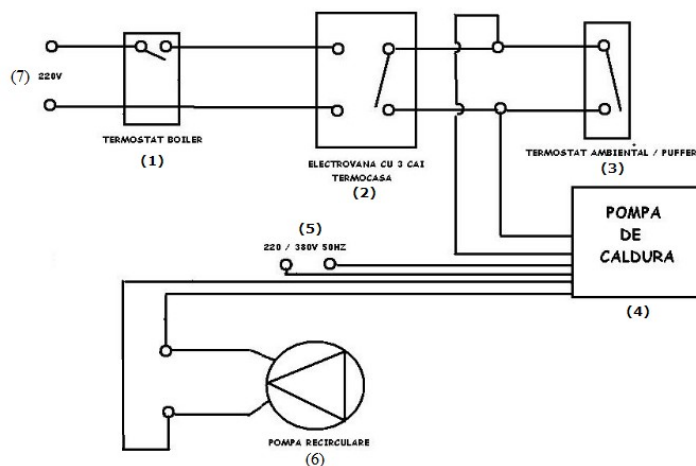 (7) 220V
TERMOSTAT BOILER
(1)
ELECTROVANA CU 3 CAI
TERMOCASA
(2)
TERMOSTAT AMBIENTAL / PUFFER
(3)
(5)
220 / 380V 50HZ
POMPA
DE
CALDURA
(4)
POMPA RECIRCULARE
(6)